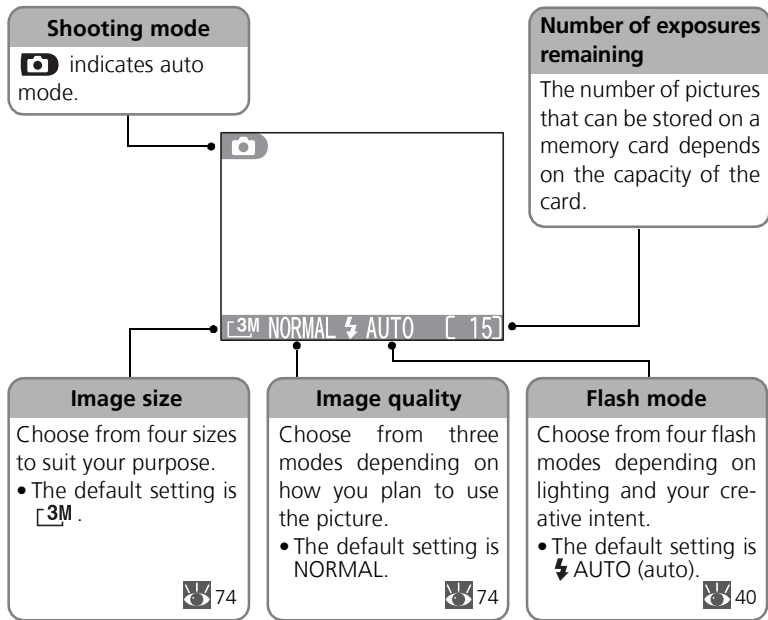 Shooting mode
indicates auto
mode.
Number of exposures
remaining
The number of pictures
that can be stored on a
memory card depends
on the capacity of the
card.
3M NORMAL AUTO [ 15]
Image size
Choose from four sizes
to suit your purpose.
• The default setting is
3M .
74
Image quality
Choose from three
modes depending on
how you plan to use
the picture.
• The default setting is
NORMAL.
74
Flash mode
Choose from four flash
modes depending on
lighting and your cre-
ative intent.
• The default setting is
AUTO (auto).
40